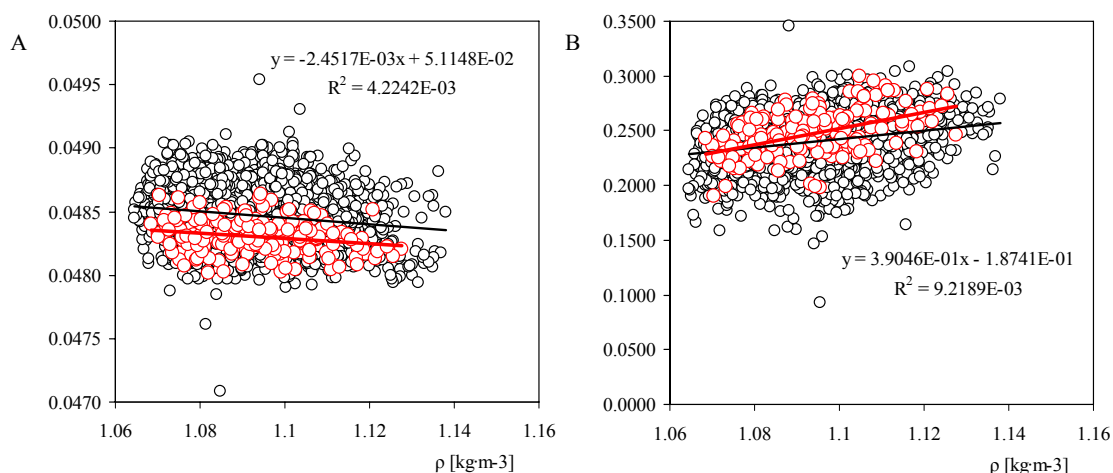 A
0.0500
0.0495
0.0490
0.0485
0.0480
0.0475
0.0470
y = -2.4517E-03x + 5.1148E-02
R² = 4.2242E-03
1.06 1.08 1.1 1.12 1.14 1.16
ρ [kg·m-3]
B
0.3500
0.3000
0.2500
0.2000
0.1500
0.1000
0.0500
0.0000
y = 3.9046E-01x - 1.8741E-01
R² = 9.2189E-03
1.06 1.08 1.1 1.12 1.14 1.16
ρ [kg·m-3]